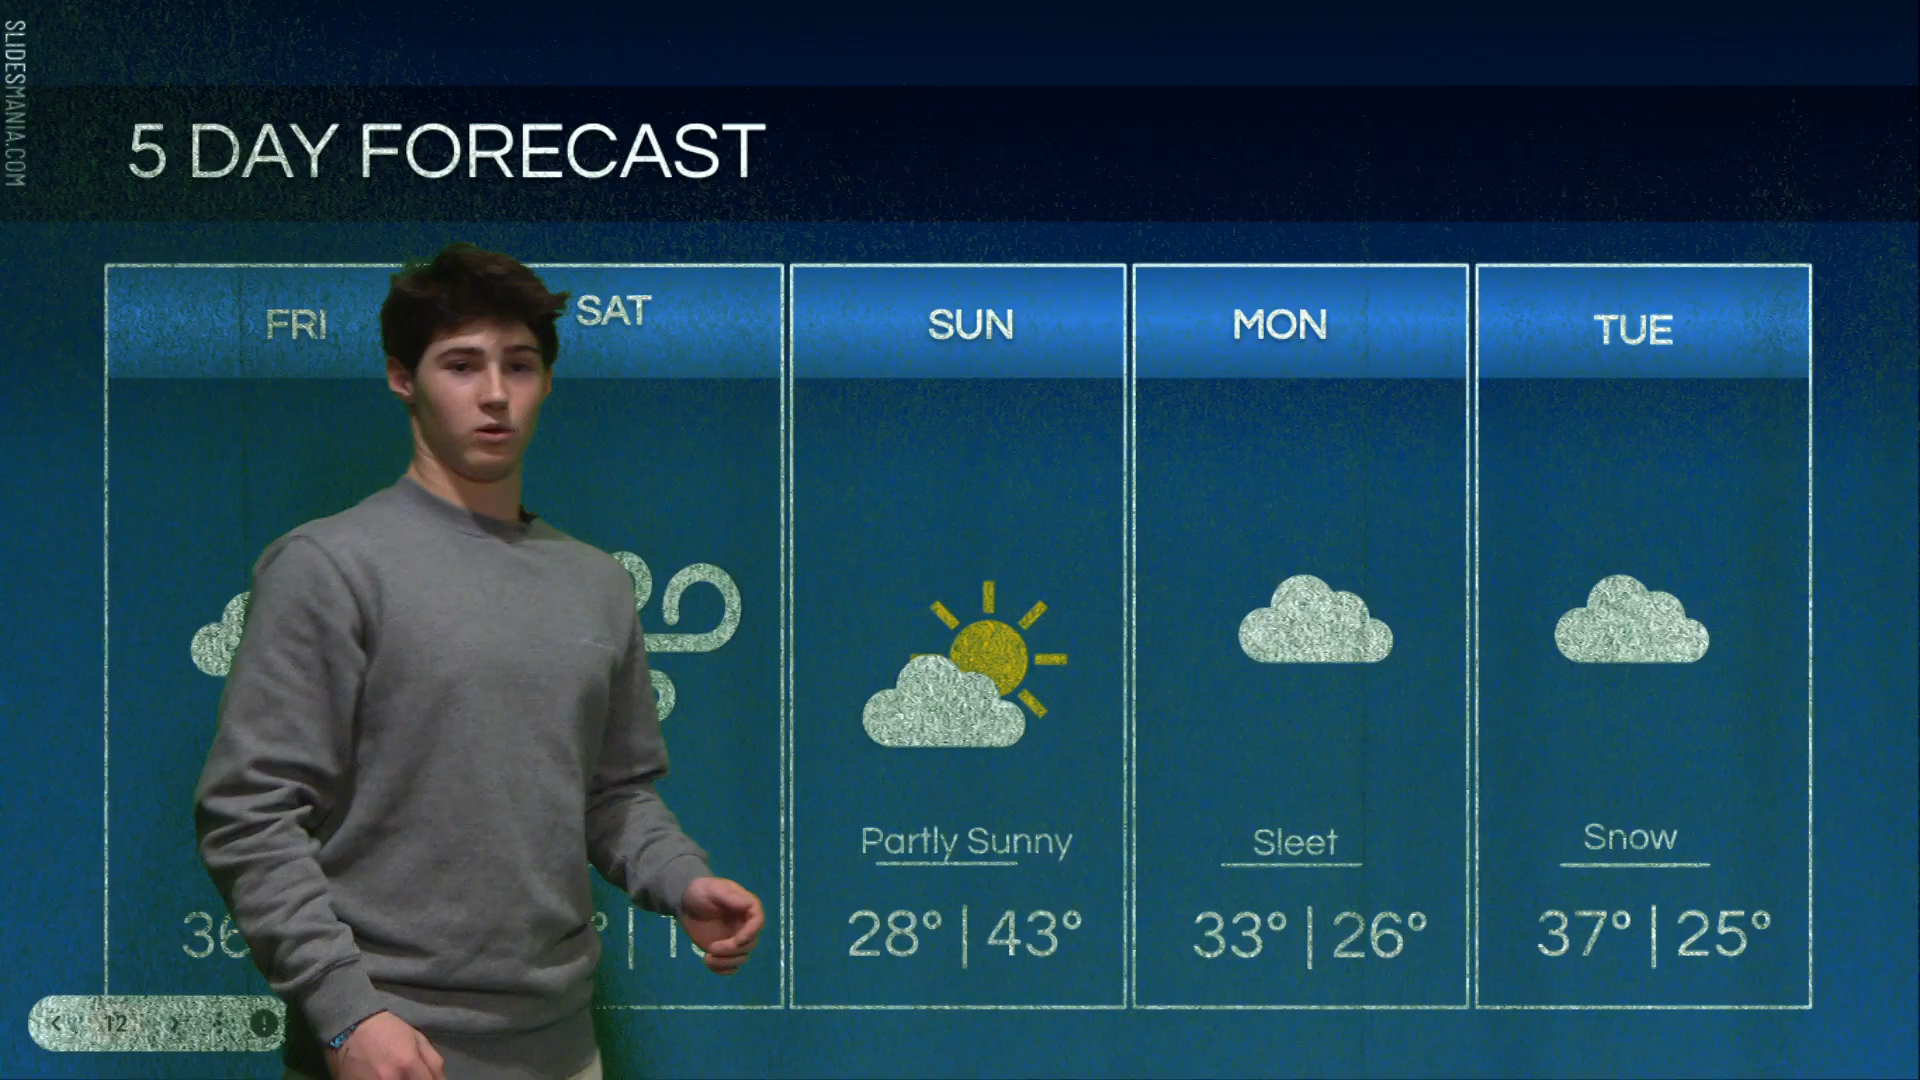 SLIDESMANIA.COM
5 DAY FORECAST
FRI
SAT
SUN
MON
TUE
Partly Sunny
Sleet
Snow
36
28° | 43°
33° | 26°
37° | 25°
12